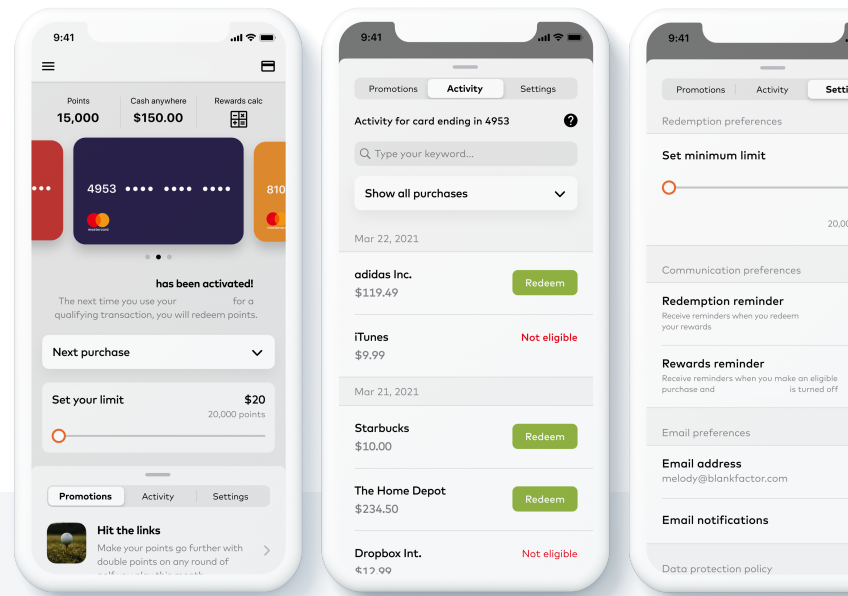 9:41
Points
Cash anywhere
Rewards calc
15,000
$150.00
4953 •••• •••• ••••
810
mastercard
has been activated!
The next time you use your for a
qualifying transaction, you will redeem points.
Next purchase
Set your limit
$20
20,000 points
Promotions
Activity
Settings
Hit the links
Make your points go further with
double points on any round of
9:41
Promotions
Activity
Settings
Activity for card ending in 4953
?
Type your keyword...
Show all purchases
Mar 22, 2021
adidas Inc.
$119.49
Redeem
iTunes
$9.99
Not eligible
Mar 21, 2021
Starbucks
$10.00
Redeem
The Home Depot
$234.50
Redeem
Dropbox Int.
$12.99
Not eligible
9:41
Promotions
Activity
Setti
Redemption preferences
Set minimum limit
20,00
Communication preferences
Redemption reminder
Receive reminders when you redeem
your rewards
Rewards reminder
Receive reminders when you make an eligible
purchase and is turned off
Email preferences
Email address
melody@blankfactor.com
Email notifications
Data protection policy